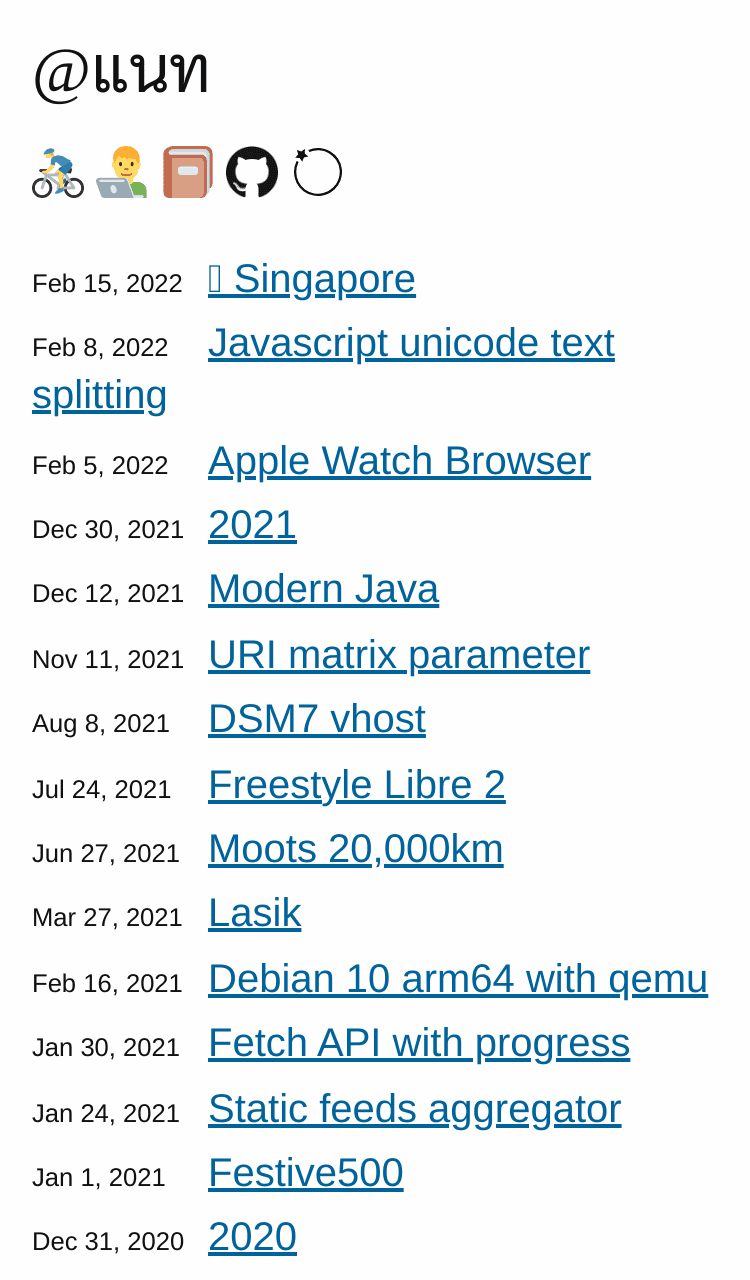 @แนท
Feb 15, 2022 Singapore
Feb 8, 2022 Javascript unicode text
splitting
Feb 5, 2022 Apple Watch Browser
Dec 30, 2021 2021
Dec 12, 2021 Modern Java
Nov 11, 2021 URI matrix parameter
Aug 8, 2021 DSM7 vhost
Jul 24, 2021 Freestyle Libre 2
Jun 27, 2021 Moots 20,000km
Mar 27, 2021 Lasik
Feb 16, 2021 Debian 10 arm64 with qemu
Jan 30, 2021 Fetch API with progress
Jan 24, 2021 Static feeds aggregator
Jan 1, 2021 Festive500
Dec 31, 2020 2020